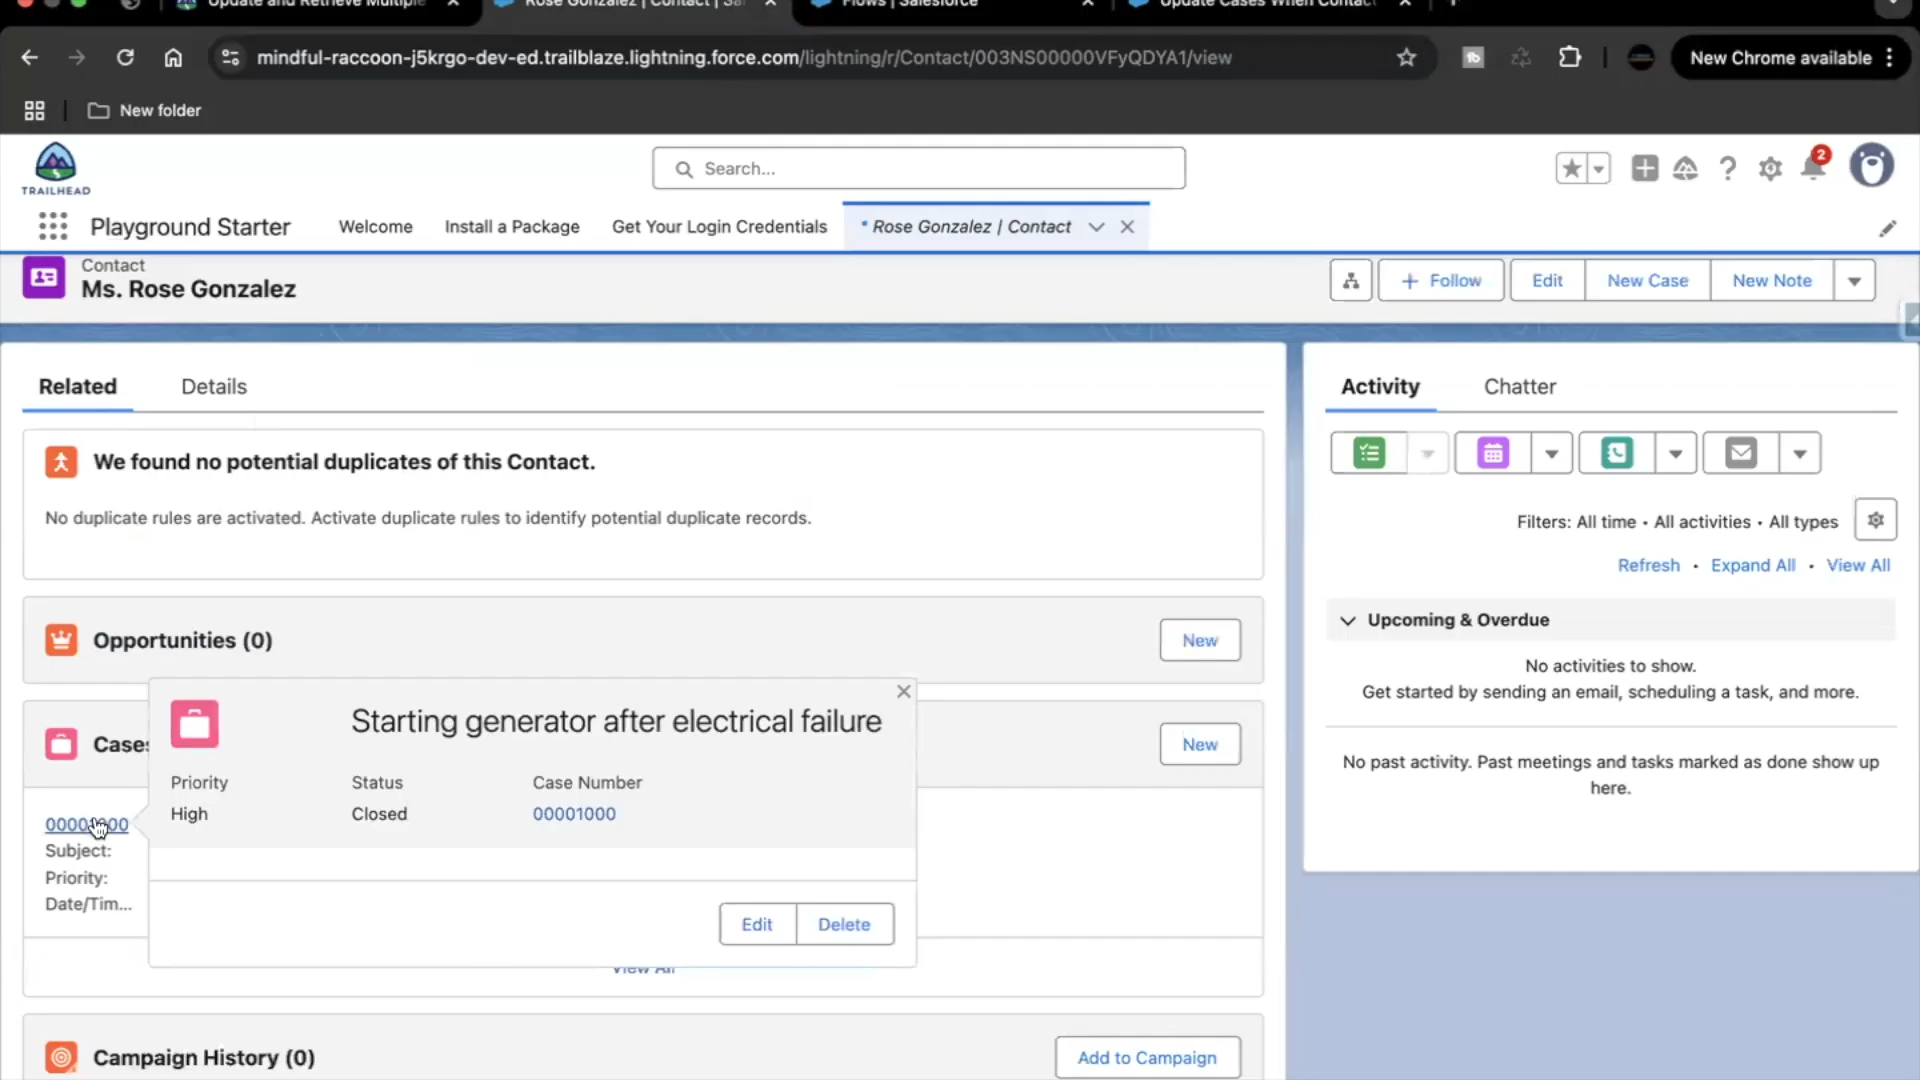 Update and Retrieve Multiple
Rose Gonzalez | Contact | Sa
Flows | Salesforce
Update Cases When Contac
mindful-raccoon-j5krgo-dev-ed.trailblaze.lightning.force.com/lightning/r/Contact/003NS00000VFyQDYA1/view
New Chrome available
New folder
TRAILHEAD
Search...
2
Playground Starter
Welcome
Install a Package
Get Your Login Credentials
* Rose Gonzalez | Contact
Contact
Ms. Rose Gonzalez
Follow
Edit
New Case
New Note
Related
Details
We found no potential duplicates of this Contact.
No duplicate rules are activated. Activate duplicate rules to identify potential duplicate records.
Opportunities (0)
New
Cases
New
Starting generator after electrical failure
Priority
Status
Case Number
High
Closed
00001000
00001000
Subject:
Priority:
Date/Tim...
Edit
Delete
View All
Campaign History (0)
Add to Campaign
Activity
Chatter
Filters: All time • All activities • All types
Refresh • Expand All • View All
Upcoming & Overdue
No activities to show.
Get started by sending an email, scheduling a task, and more.
No past activity. Past meetings and tasks marked as done show up
here.